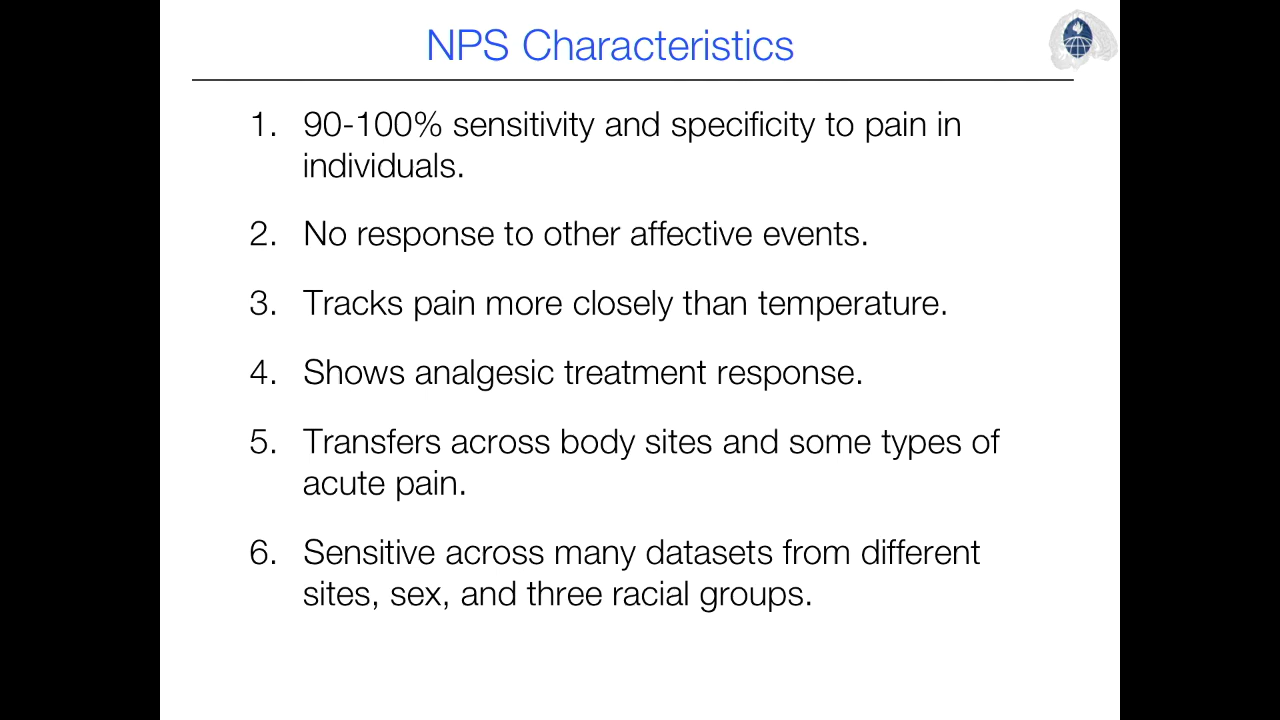 NPS Characteristics
1. 90-100% sensitivity and specificity to pain in
individuals.
2. No response to other affective events.
3. Tracks pain more closely than temperature.
4. Shows analgesic treatment response.
5. Transfers across body sites and some types of
acute pain.
6. Sensitive across many datasets from different
sites, sex, and three racial groups.